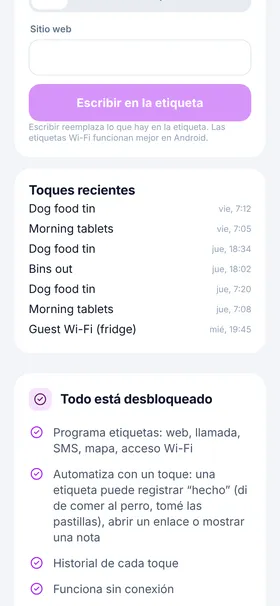 Sitio web
Escribir en la etiqueta
Escribir reemplaza lo que hay en la etiqueta. Las
etiquetas Wi-Fi funcionan mejor en Android.
Toques recientes
Dog food tin vie, 7:12
Morning tablets vie, 7:05
Dog food tin jue, 18:34
Bins out jue, 18:02
Dog food tin jue, 7:20
Morning tablets jue, 7:08
Guest Wi-Fi (fridge) mié, 19:45
Todo está desbloqueado
Programa etiquetas: web, llamada,
SMS, mapa, acceso Wi-Fi
Automatiza con un toque: una
etiqueta puede registrar “hecho” (di
de comer al perro, tomé las
pastillas), abrir un enlace o mostrar
una nota
Historial de cada toque
Funciona sin conexión